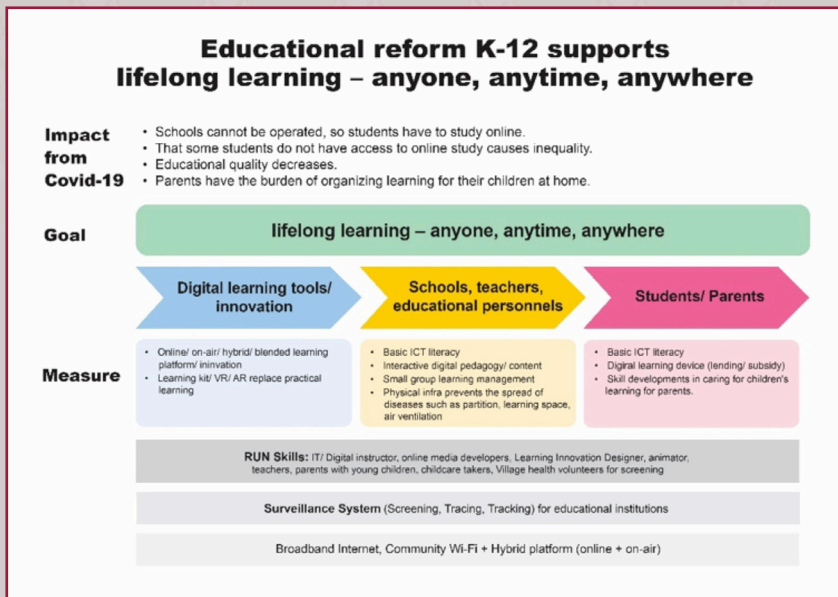 Educational reform K-12 supports
lifelong learning – anyone, anytime, anywhere
Impact
from
Covid-19
• Schools cannot be operated, so students have to study online.
• That some students do not have access to online study causes inequality.
• Educational quality decreases.
• Parents have the burden of organizing learning for their children at home.
Goal
lifelong learning – anyone, anytime, anywhere
Digital learning tools/
innovation
Schools, teachers,
educational personnels
Students/ Parents
Measure
• Online/ on-air/ hybrid/ blended learning
platform/ ininvation
• Learning kit/ VR/ AR replace practical
learning
• Basic ICT literacy
• Interactive digital pedagogy/ content
• Small group learning management
• Physical infra prevents the spread of
diseases such as partition, learning space,
air ventilation
• Basic ICT literacy
• Digiral learning device (lending/ subsidy)
• Skill developments in caring for children's
learning for parents.
RUN Skills: IT/ Digital instructor, online media developers, Learning Innovation Designer, animator,
teachers, parents with young children, childcare takers, Village health volunteers for screening
Surveillance System (Screening, Tracing, Tracking) for educational institutions
Broadband Internet, Community Wi-Fi + Hybrid platform (online + on-air)